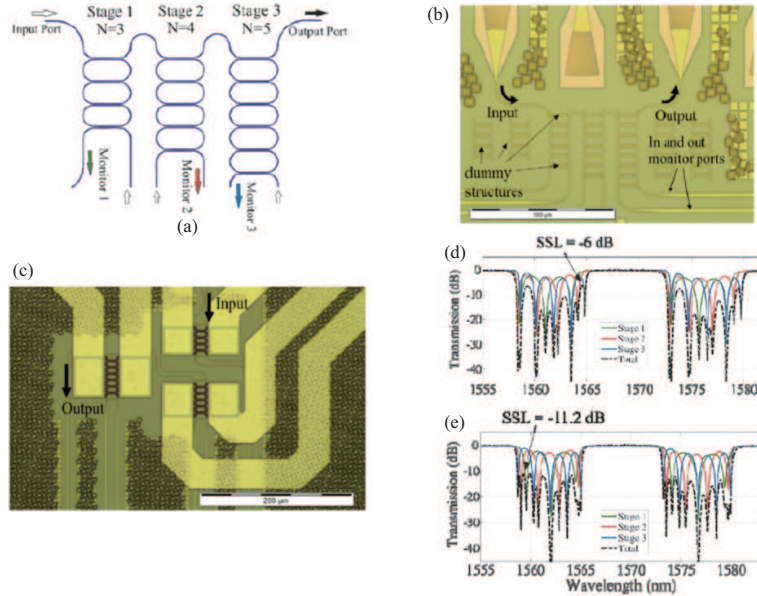 Stage 1
Stage 2
Stage 3
Input Port
N=3
N=4
N=5
Output Port
Monitor 1
Monitor 2
Monitor 3
(a)
(b)
Input
Output
In and out
monitor ports
dummy
structures
100 µm
(c)
Input
Output
200 µm
(d)
SSL = -6 dB
Transmission (dB)
0
-10
-20
-30
-40
Stage 1
Stage 2
Stage 3
Total
1555
1560
1565
1570
1575
1580
(e)
SSL = -11.2 dB
Transmission (dB)
0
-10
-20
-30
-40
Stage 1
Stage 2
Stage 3
Total
1555
1560
1565
1570
1575
1580
Wavelength (nm)